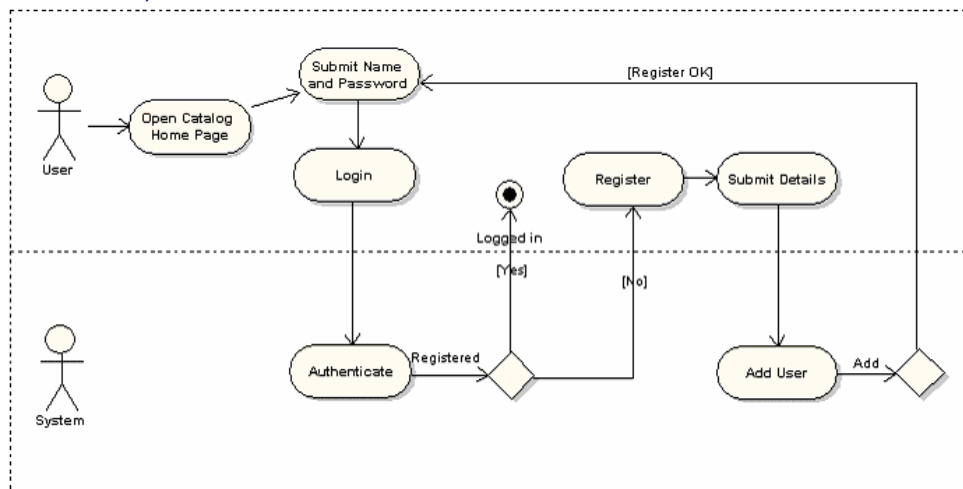 Submit Name
and Password
[Register OK]
Open Catalog
Home Page
User
Login
Register
Submit Details
Logged in
[Yes]
[No]
Authenticate
Registered
Add User
Add
System